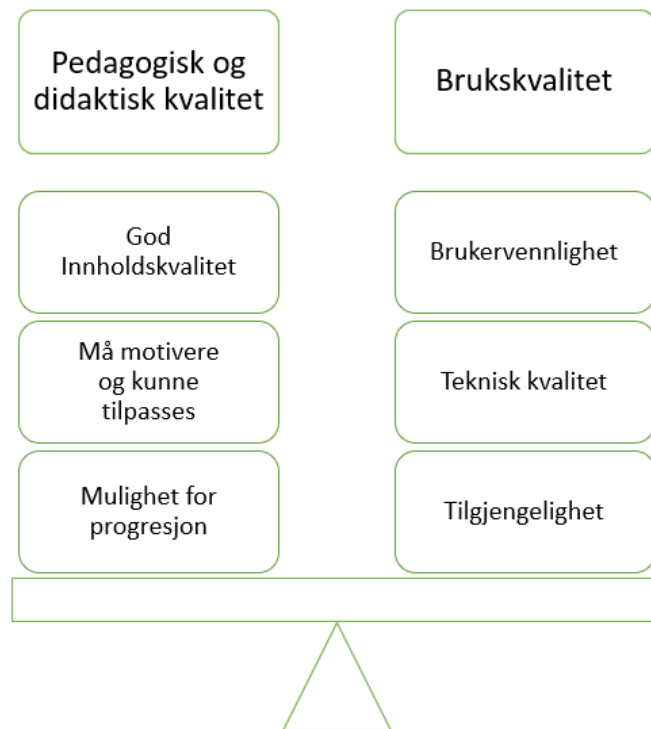 Pedagogisk og
didaktisk kvalitet
Brukskvalitet
God
Innholdskvalitet
Brukervennlighet
Må motivere
og kunne
tilpasses
Teknisk kvalitet
Mulighet for
progresjon
Tilgjengelighet